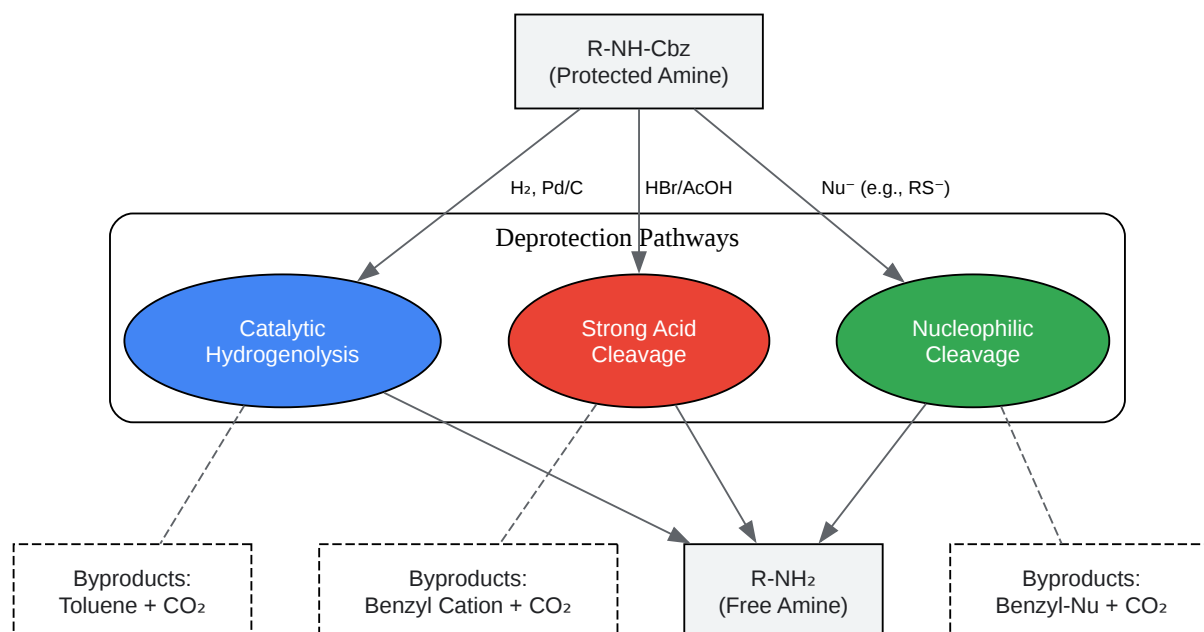 R-NH-Cbz
(Protected Amine)
H₂, Pd/C
HBr/AcOH
Nu⁻ (e.g., RS⁻)
Deprotection Pathways
Catalytic
Hydrogenolysis
Strong Acid
Cleavage
Nucleophilic
Cleavage
Byproducts:
Toluene + CO₂
Byproducts:
Benzyl Cation + CO₂
R-NH₂
(Free Amine)
Byproducts:
Benzyl-Nu + CO₂